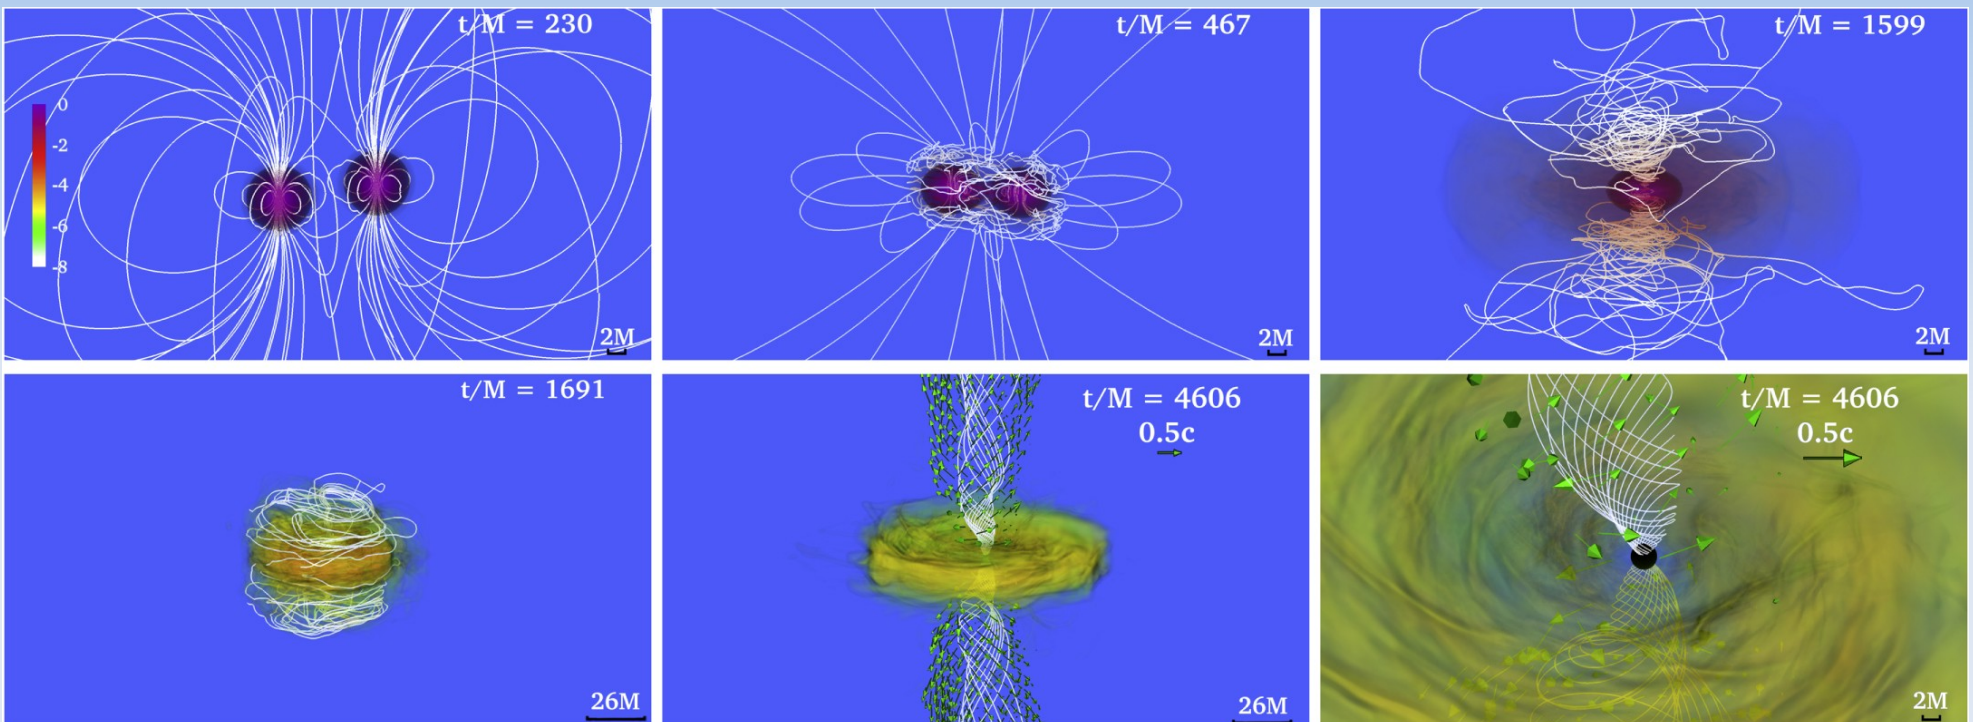 t/M = 230
0
-2
-4
-6
-8
2M
t/M = 467
2M
t/M = 1599
2M
t/M = 1691
26M
t/M = 4606
0.5c
26M
t/M = 4606
0.5c
2M